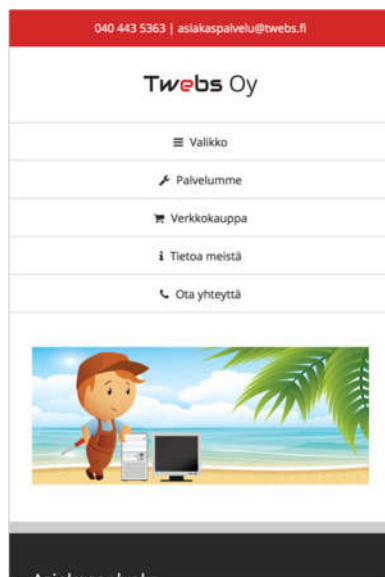 040 443 5363 | asiakaspalvelu@twebs.fi
Twebs Oy
Valikko
Palvelumme
Verkkokauppa
Tietoa meistä
Ota yhteyttä